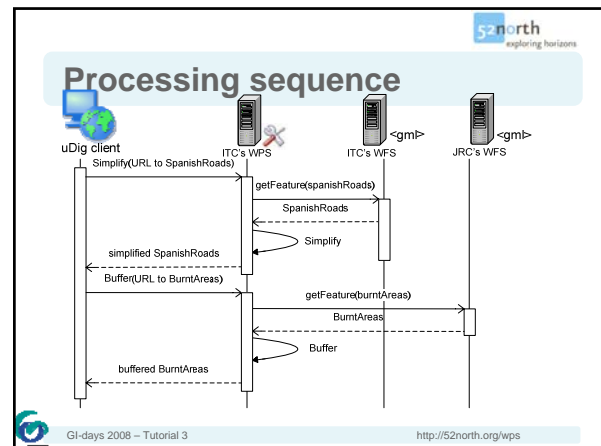 52north
exploring horizons
Processing sequence
uDig client
ITC's WPS
<gml>
ITC's WFS
<gml>
JRC's WFS
Simplify(URL to SpanishRoads)
getFeature(spanishRoads)
SpanishRoads
Simplify
simplified SpanishRoads
Buffer(URL to BurntAreas)
getFeature(burntAreas)
BurntAreas
Buffer
buffered BurntAreas
GI-days 2008 – Tutorial 3
http://52north.org/wps